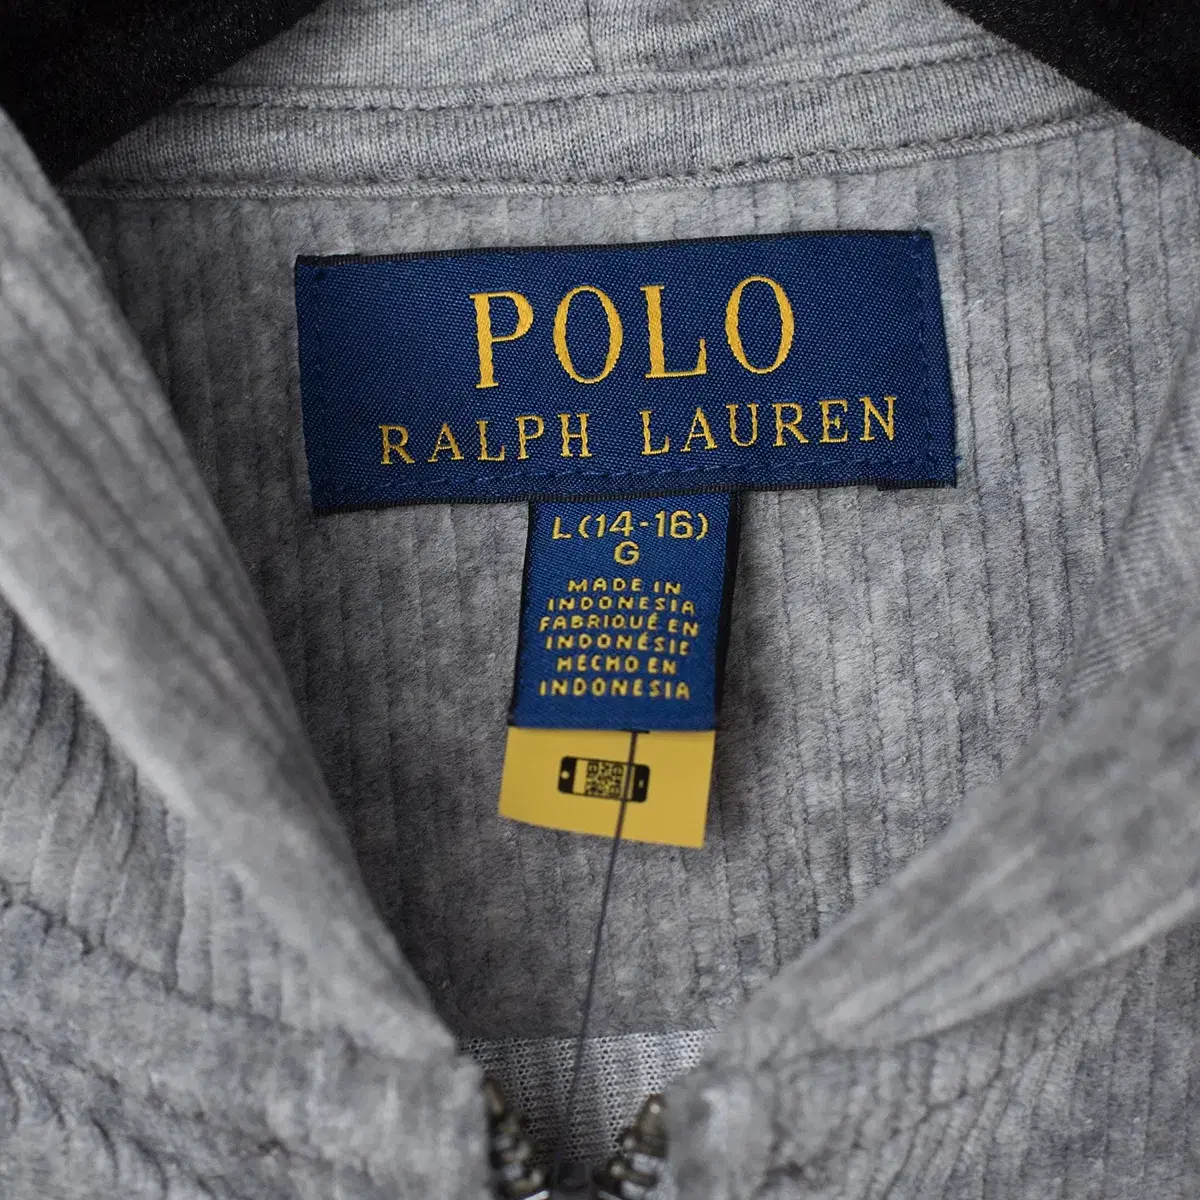 POLO
RALPH LAUREN
L(14-16)
G
MADE IN
INDONESIA
FABRIQUÉ EN
INDONÉSIE
HECHO EN
INDONESIA